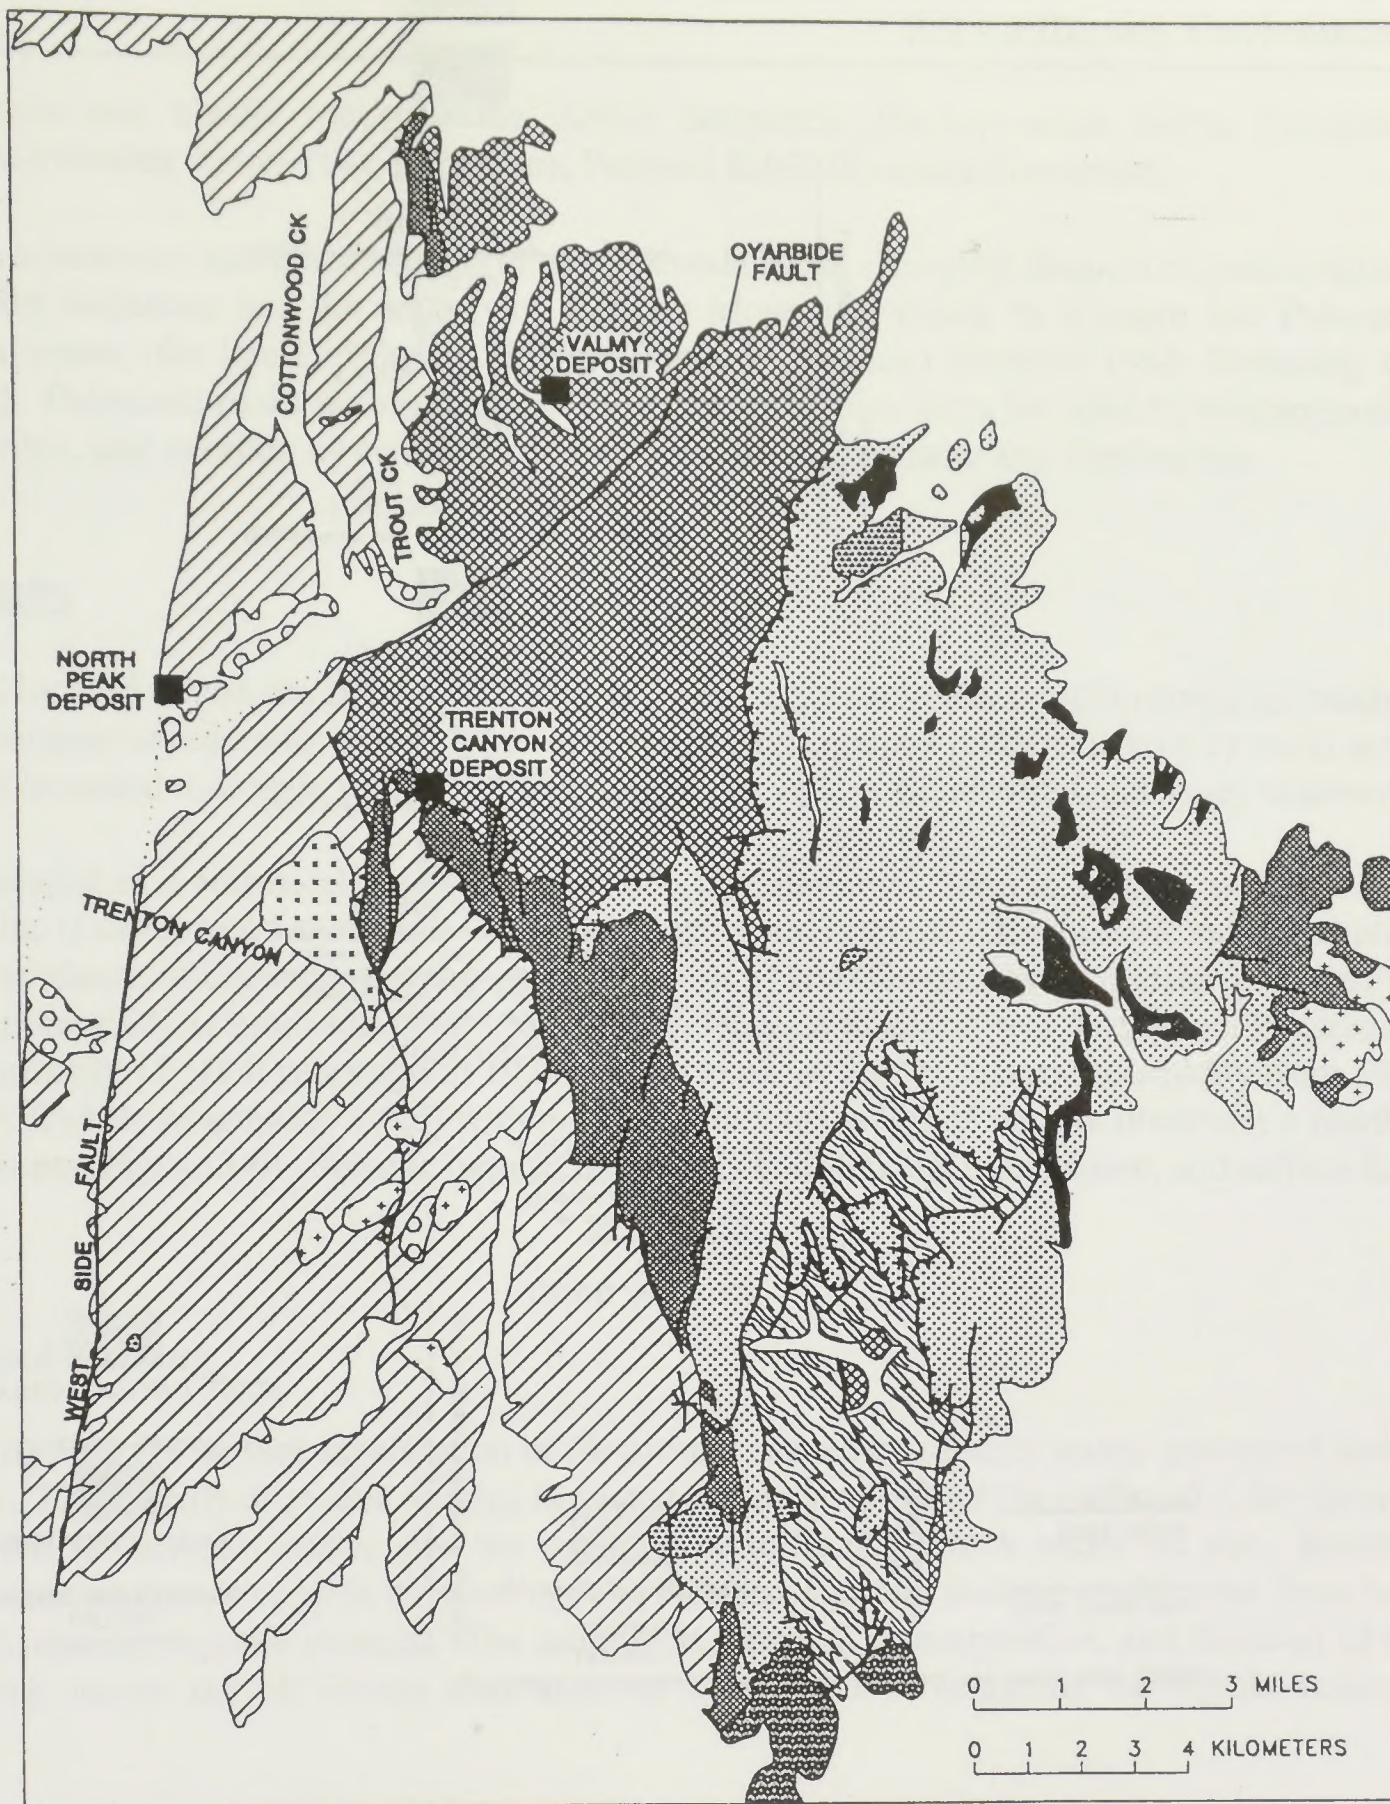 COTTONWOOD CK
OYARBIDE
FAULT
VALMY
DEPOSIT
TROUT CK
NORTH
PEAK
DEPOSIT
TRENTON
CANYON
DEPOSIT
TRENTON CANYON
WEST SIDE FAULT
0 1 2 3 MILES
0 1 2 3 4 KILOMETERS